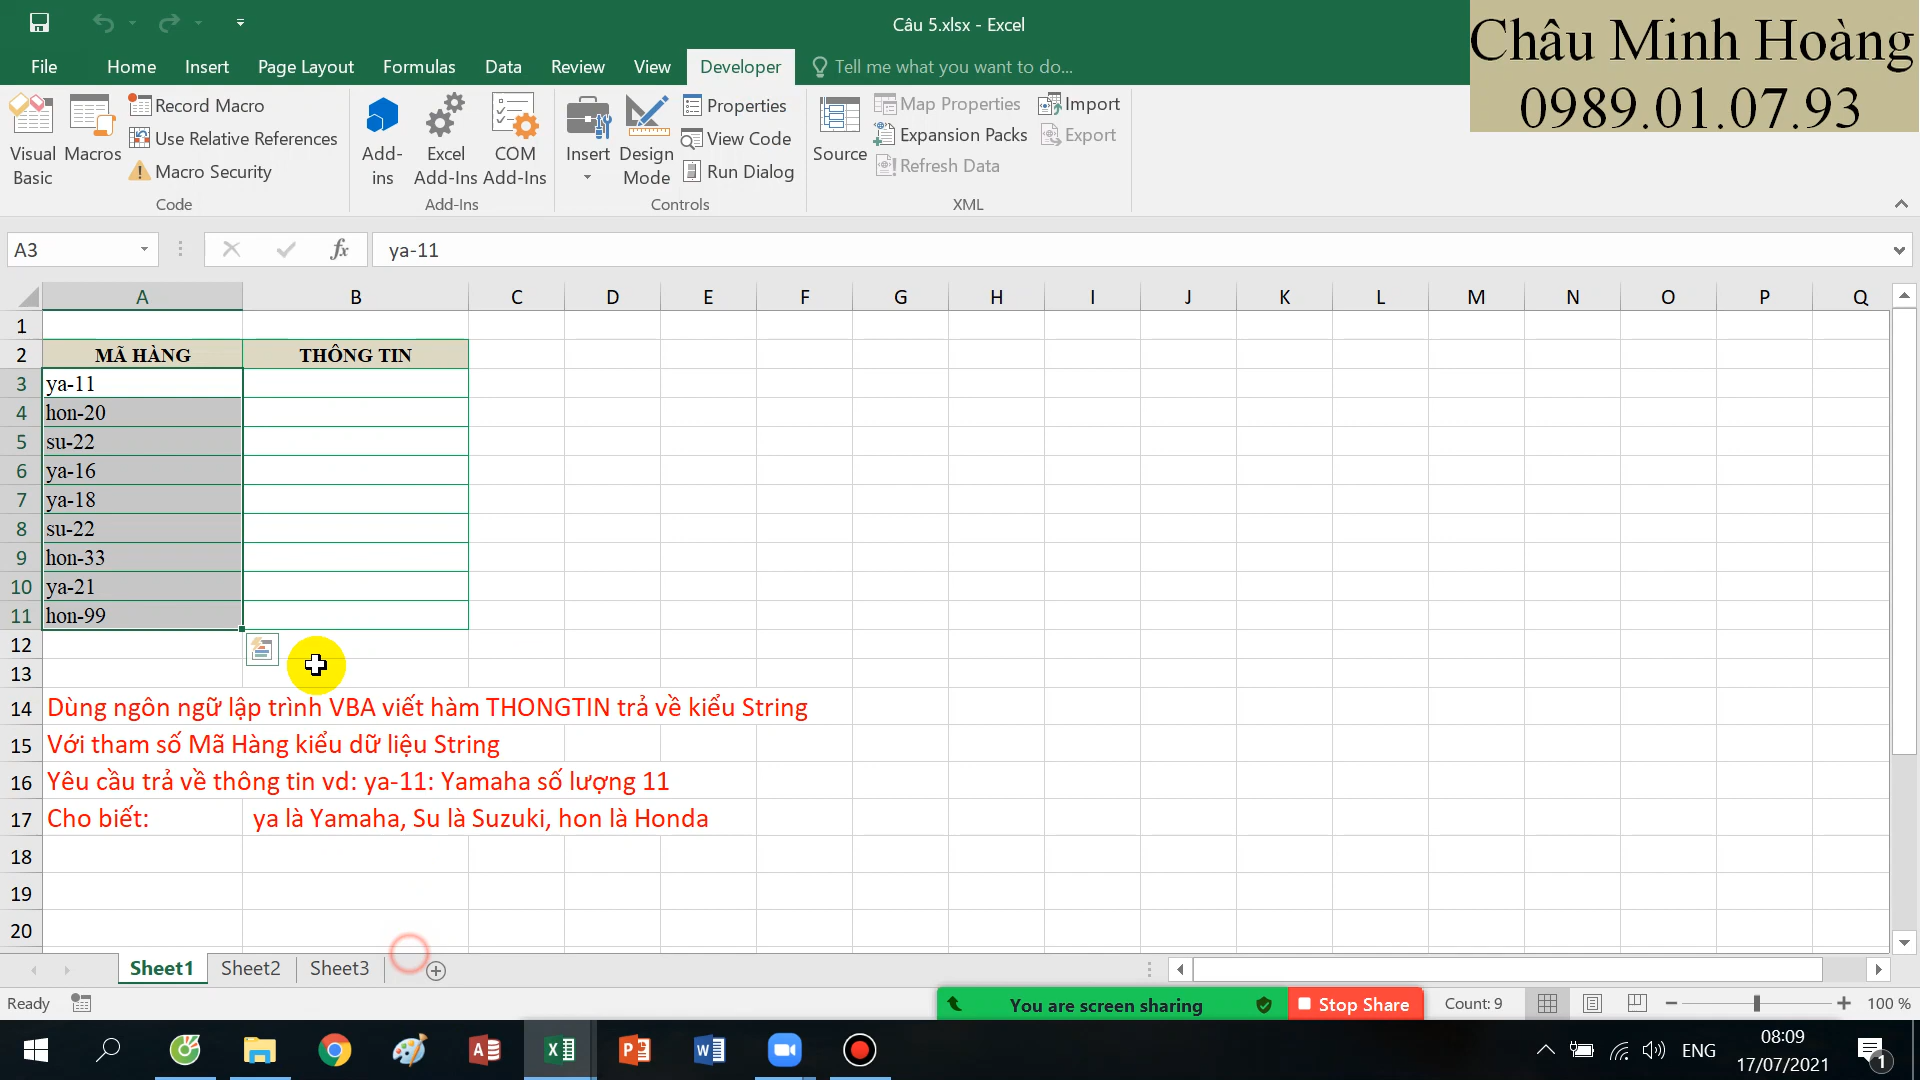 Câu 5.xlsx - Excel
Châu Minh Hoàng
0989.01.07.93
File Home Insert Page Layout Formulas Data Review View Developer Tell me what you want to do...
Visual Basic
Macros
Record Macro
Use Relative References
Macro Security
Code
Add-ins
Excel Add-Ins
COM Add-Ins
Add-Ins
Insert
Design Mode
Properties
View Code
Run Dialog
Controls
Source
Map Properties
Expansion Packs
Refresh Data
Import
Export
XML
A3
fx
ya-11
A B C D E F G H I J K L M N O P Q
1
2 MÃ HÀNG THÔNG TIN
3 ya-11
4 hon-20
5 su-22
6 ya-16
7 ya-18
8 su-22
9 hon-33
10 ya-21
11 hon-99
12
13
14 Dùng ngôn ngữ lập trình VBA viết hàm THONGTIN trả về kiểu String
15 Với tham số Mã Hàng kiểu dữ liệu String
16 Yêu cầu trả về thông tin vd: ya-11: Yamaha số lượng 11
17 Cho biết: ya là Yamaha, Su là Suzuki, hon là Honda
18
19
20
Sheet1 Sheet2 Sheet3
Ready
You are screen sharing
Stop Share
Count: 9
100 %
ENG
08:09
17/07/2021
1